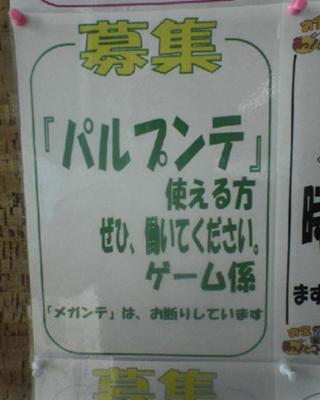 募集
『パルプンテ』
使える方
ぜひ、働いてください。
ゲーム係
「メガンテ」は、お断りしています
時
まず
募集